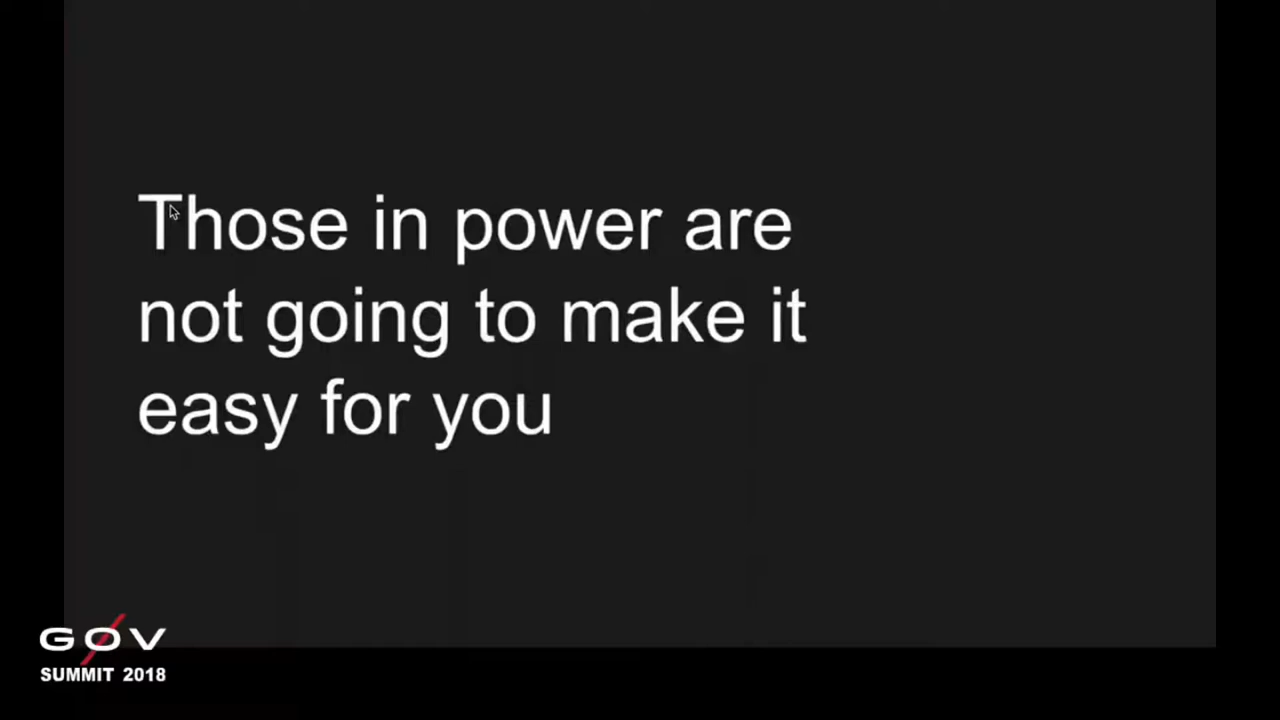 Those in power are
not going to make it
easy for you
GOV
SUMMIT 2018